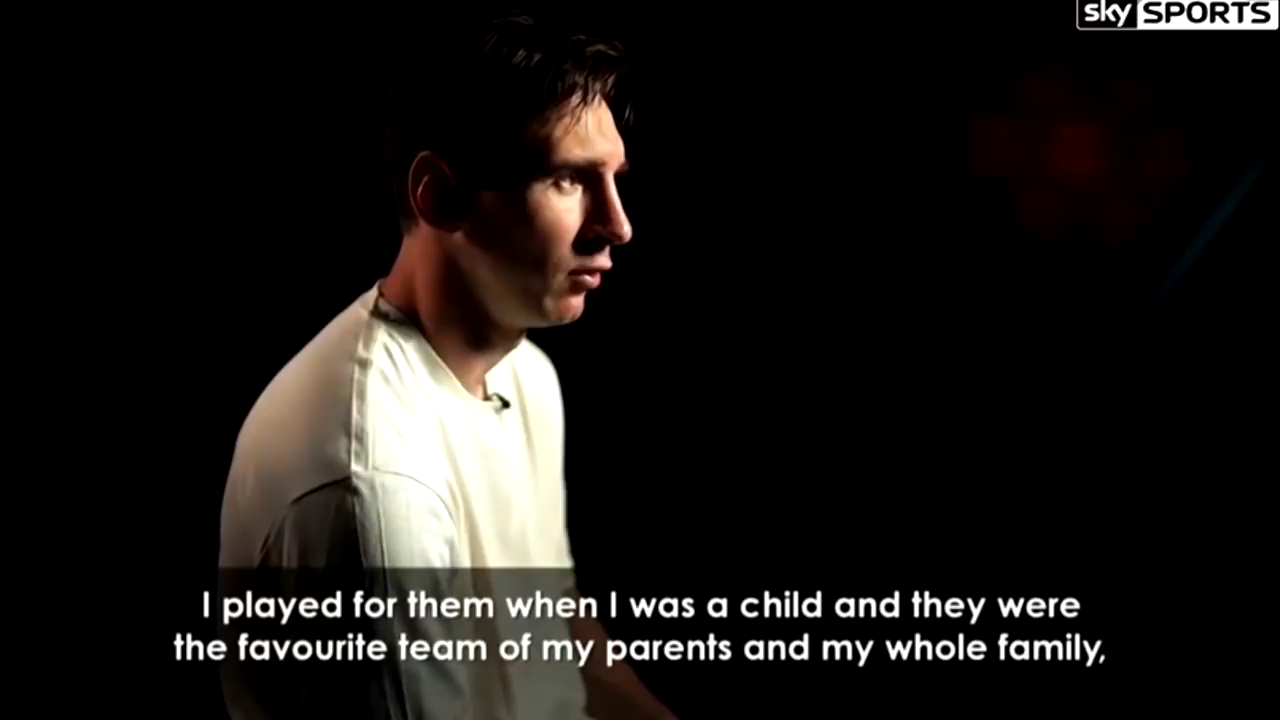 sky SPORTS
I played for them when I was a child and they were
the favourite team of my parents and my whole family,